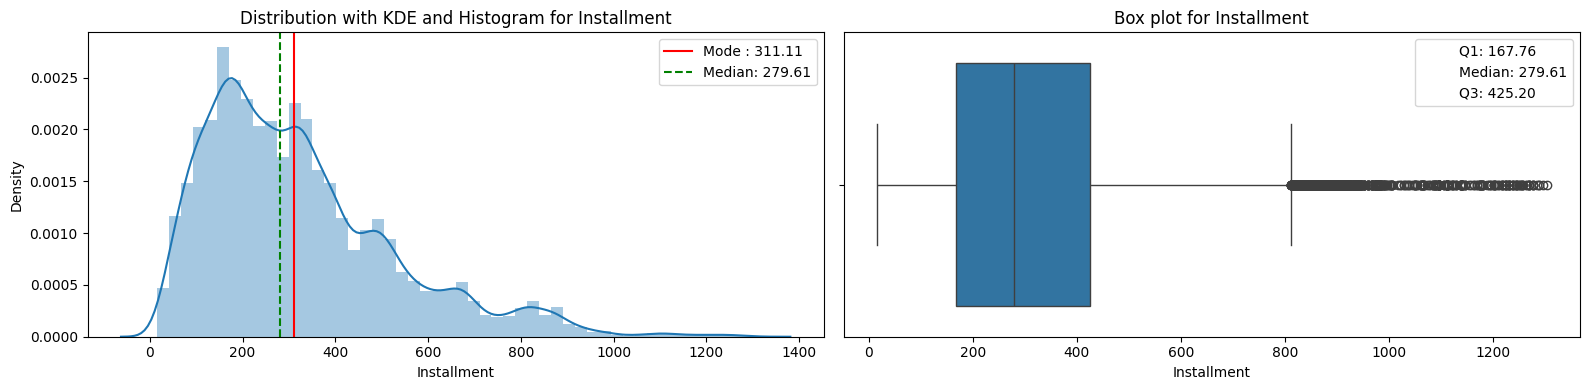 Distribution with KDE and Histogram for Installment
Mode : 311.11
Median: 279.61
0.0025
0.0020
0.0015
0.0010
0.0005
0.0000
Density
0 200 400 600 800 1000 1200 1400
Installment
Box plot for Installment
Q1: 167.76
Median: 279.61
Q3: 425.20
0 200 400 600 800 1000 1200
Installment